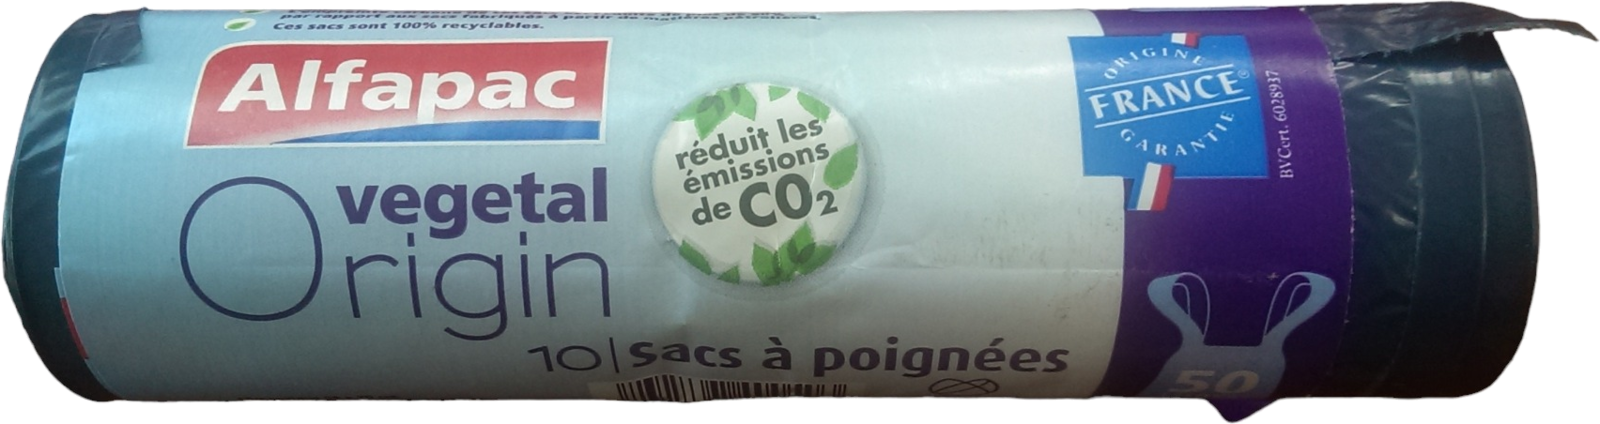 par rapport aux sacs fabriqués à partir de matières pétrolières.
Ces sacs sont 100% recyclables.
Alfapac
vegetal
Origin
réduit les
émissions
de CO2
10 | sacs à poignées
ORIGINE
FRANCE®
GARANTIE
BVCert. 6028937
50